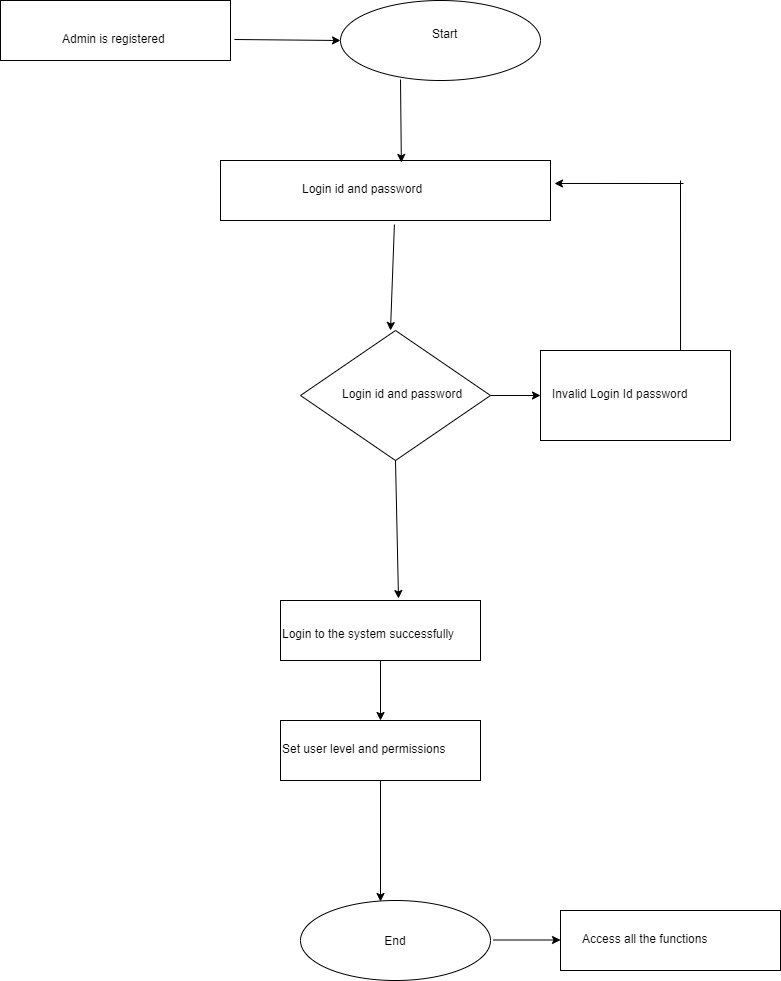 Admin is registered
Start
Login id and password
Login id and password
Invalid Login Id password
Login to the system successfully
Set user level and permissions
End
Access all the functions